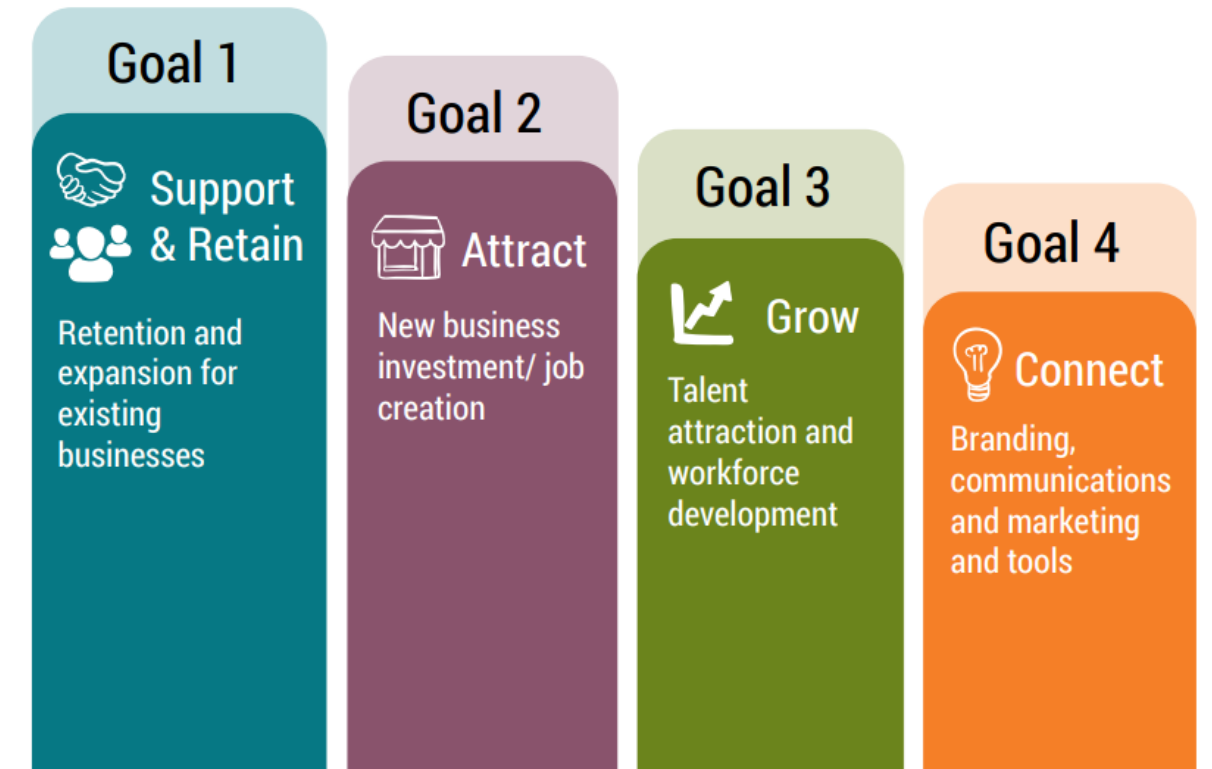 Goal 1
Support
& Retain
Retention and
expansion for
existing
businesses
Goal 2
Attract
New business
investment/ job
creation
Goal 3
Grow
Talent
attraction and
workforce
development
Goal 4
Connect
Branding,
communications
and marketing
and tools